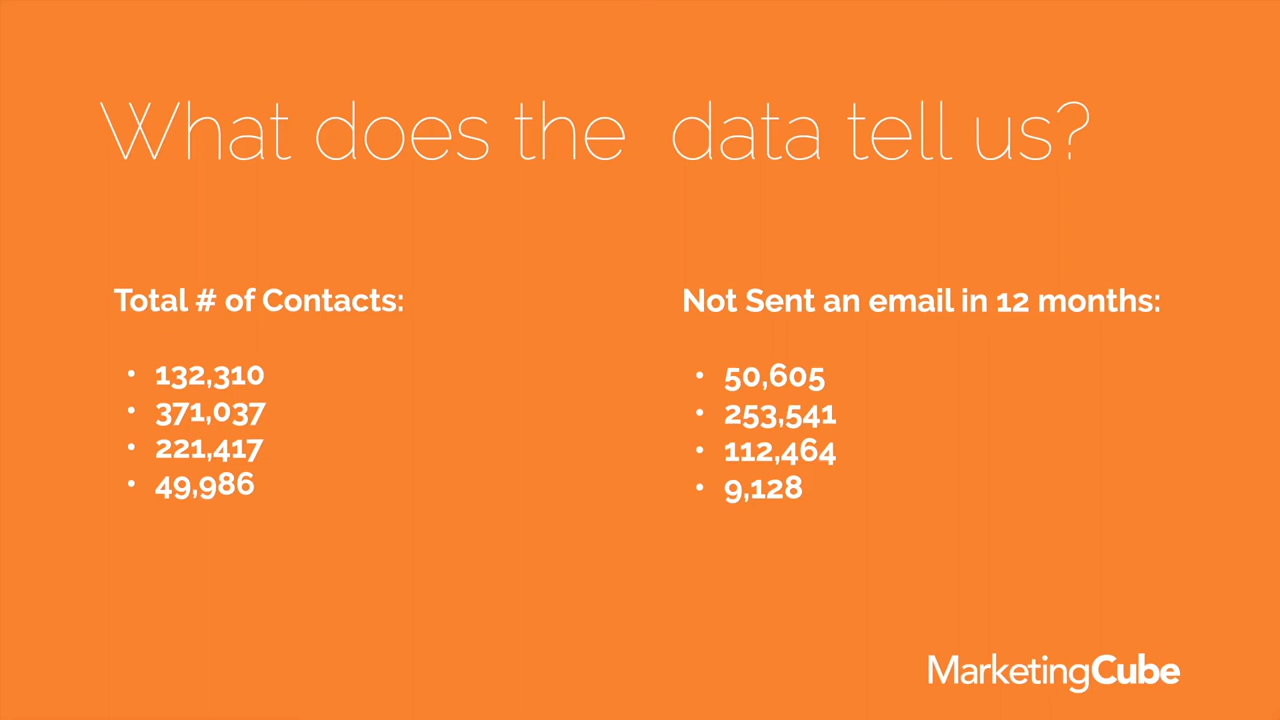 What does the data tell us?
Total # of Contacts:
• 132,310
• 371,037
• 221,417
• 49,986
Not Sent an email in 12 months:
• 50,605
• 253,541
• 112,464
• 9,128
MarketingCube